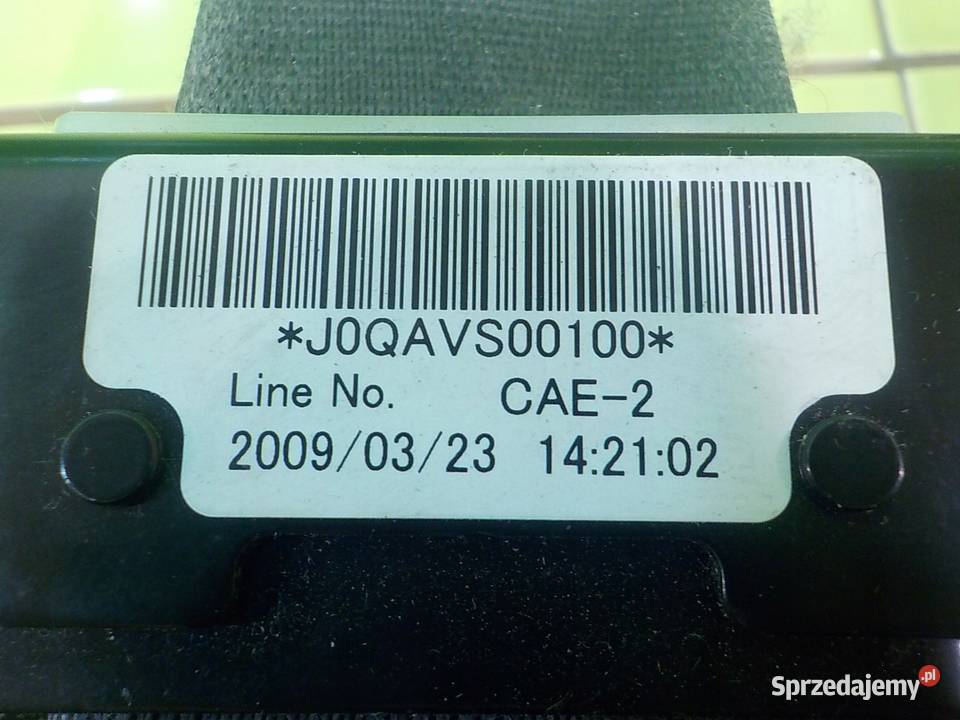 *J0QAVS00100*
Line No. CAE-2
2009/03/23 14:21:02
Sprzedajemy.pl